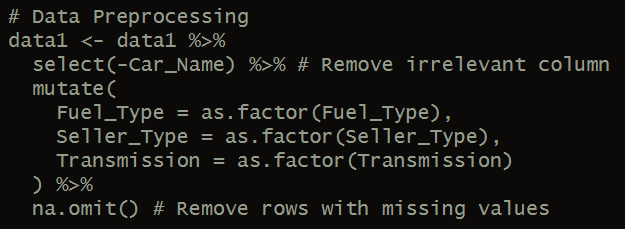 # Data Preprocessing
data1 <- data1 %>%
  select(-Car_Name) %>% # Remove irrelevant column
  mutate(
    Fuel_Type = as.factor(Fuel_Type),
    Seller_Type = as.factor(Seller_Type),
    Transmission = as.factor(Transmission)
  ) %>%
  na.omit() # Remove rows with missing values